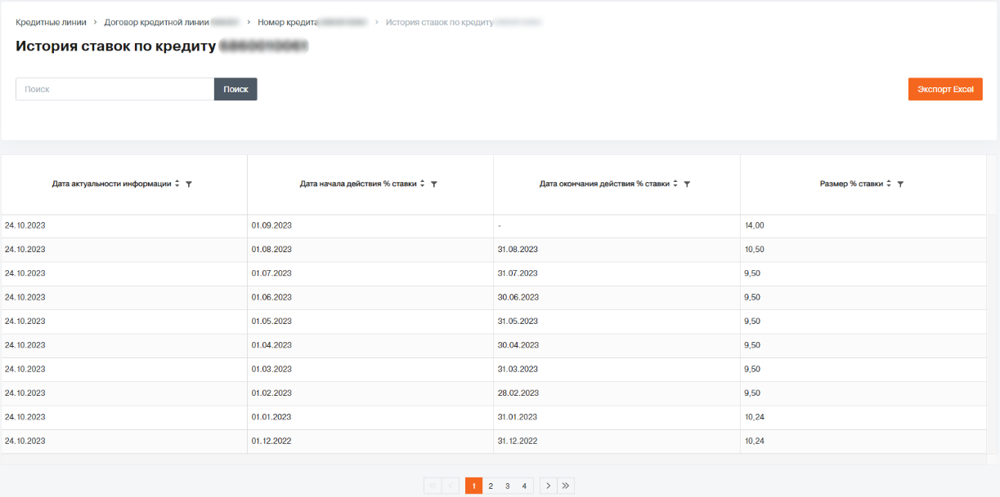 Кредитные линии > Договор кредитной линии > Номер кредита > История ставок по кредиту
История ставок по кредиту
Поиск Поиск Экспорт Excel
Дата актуальности информации Дата начала действия % ставки Дата окончания действия % ставки Размер % ставки
24.10.2023 01.09.2023 - 14,00
24.10.2023 01.08.2023 31.08.2023 10,50
24.10.2023 01.07.2023 31.07.2023 9,50
24.10.2023 01.06.2023 30.06.2023 9,50
24.10.2023 01.05.2023 31.05.2023 9,50
24.10.2023 01.04.2023 30.04.2023 9,50
24.10.2023 01.03.2023 31.03.2023 9,50
24.10.2023 01.02.2023 28.02.2023 9,50
24.10.2023 01.01.2023 31.01.2023 10,24
24.10.2023 01.12.2022 31.12.2022 10,24
« < 1 2 3 4 > »